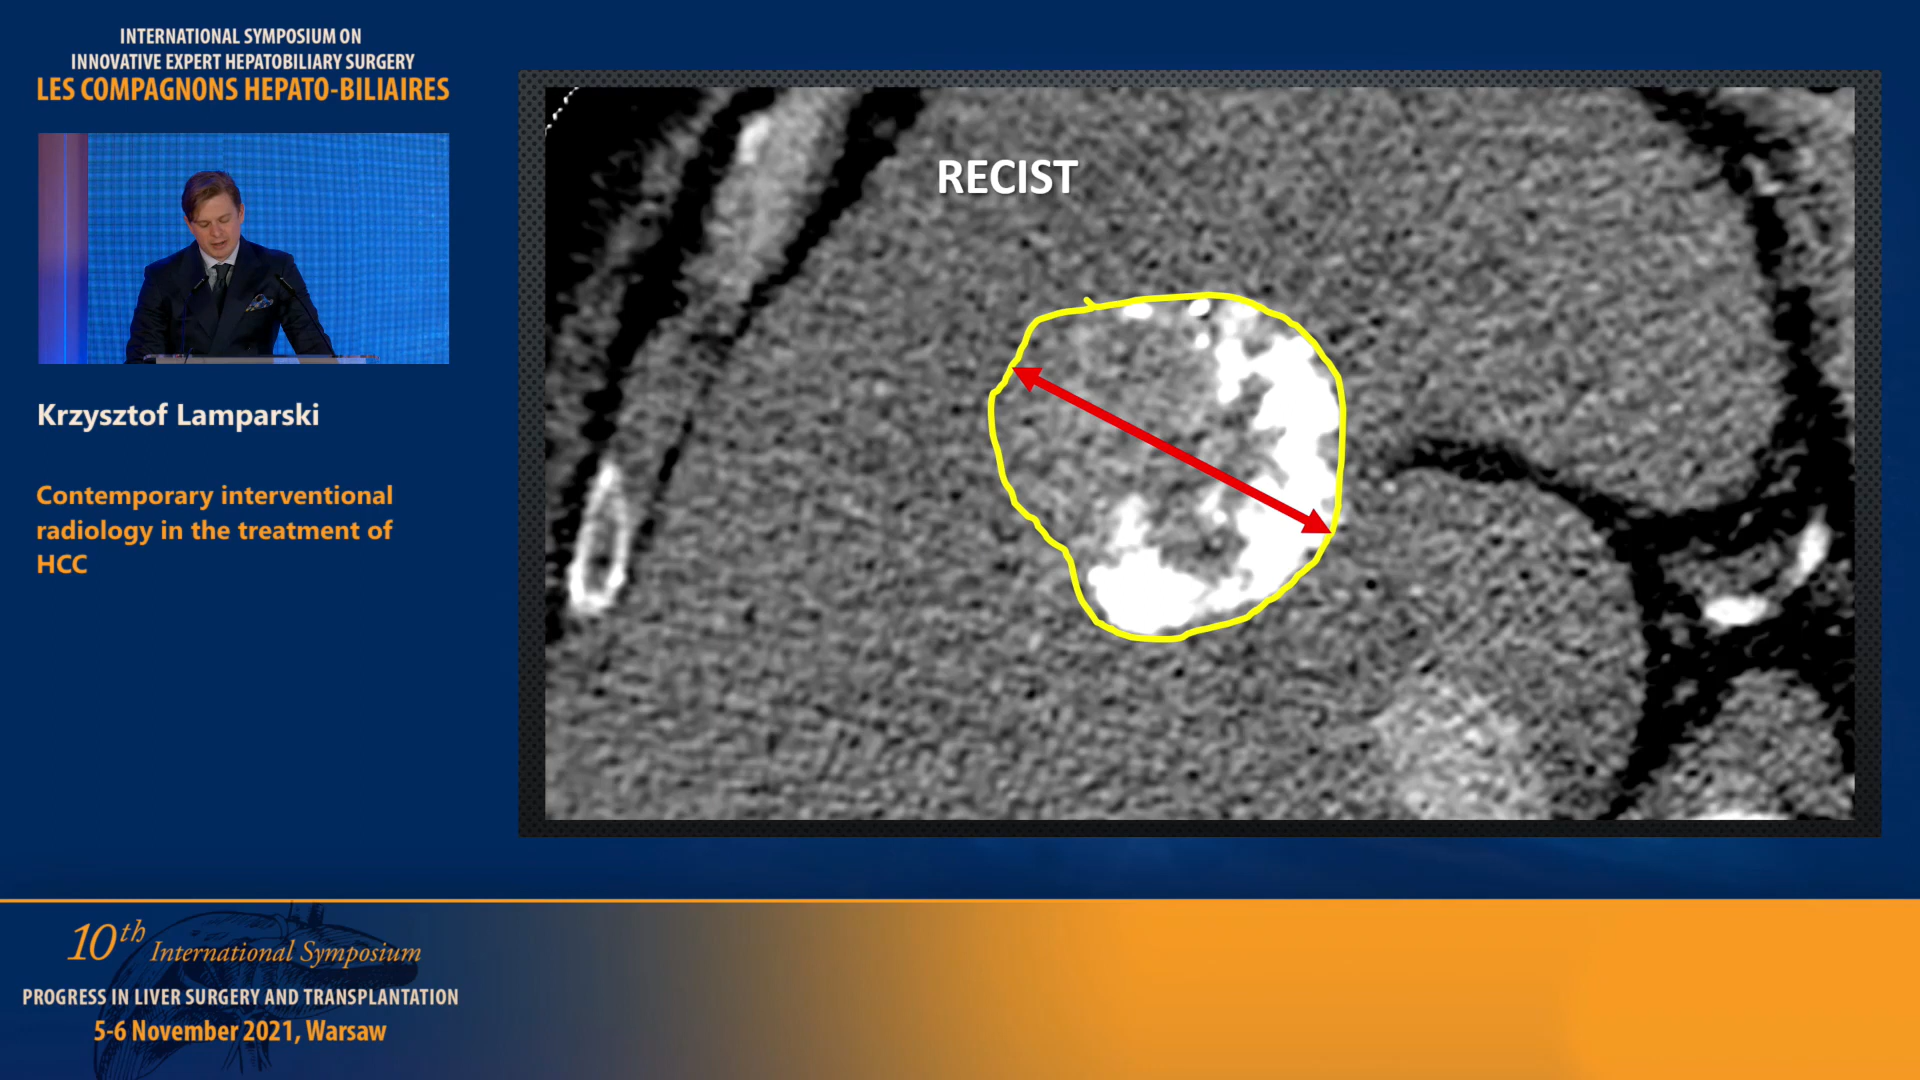 INTERNATIONAL SYMPOSIUM ON
INNOVATIVE EXPERT HEPATOBILIARY SURGERY
LES COMPAGNONS HEPATO-BILIAIRES
Krzysztof Lamparski
Contemporary interventional
radiology in the treatment of
HCC
RECIST
10th International Symposium
PROGRESS IN LIVER SURGERY AND TRANSPLANTATION
5-6 November 2021, Warsaw